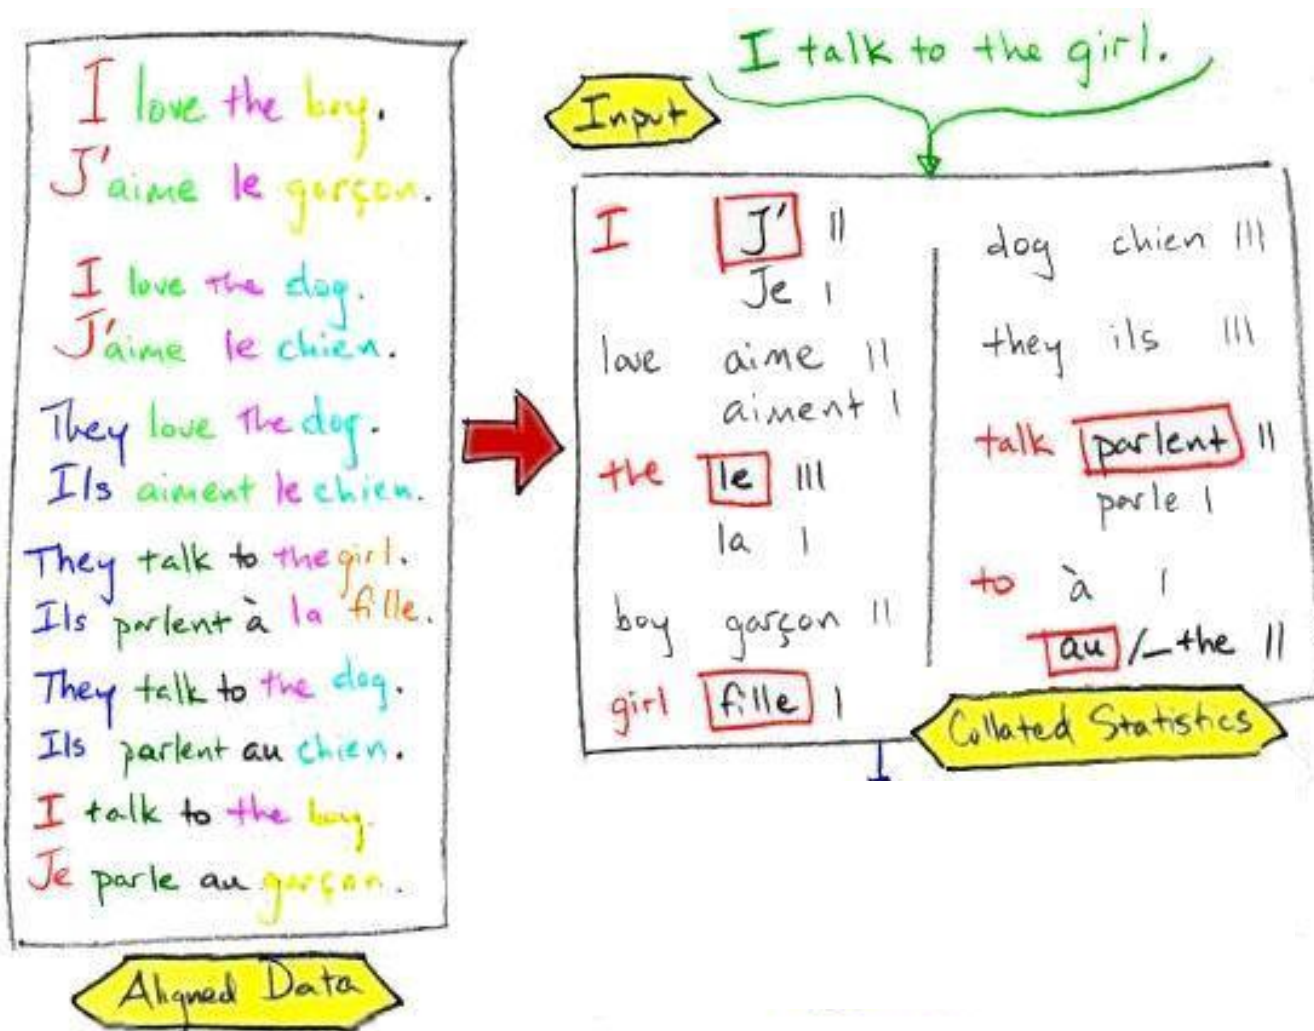 I love the boy.
J'aime le garçon.
I love the dog.
J'aime le chien.
They love the dog.
Ils aiment le chien.
They talk to the girl.
Ils parlent à la fille.
They talk to the dog.
Ils parlent au chien.
I talk to the boy.
Je parle au garçon.
Aligned Data
I talk to the girl.
Input
I J' ||
Je |
love aime ||
aiment |
the le |||
la |
boy garçon ||
girl fille |
dog chien |||
they ils |||
talk parlent ||
parle |
to à |
au /_the ||
Collated Statistics